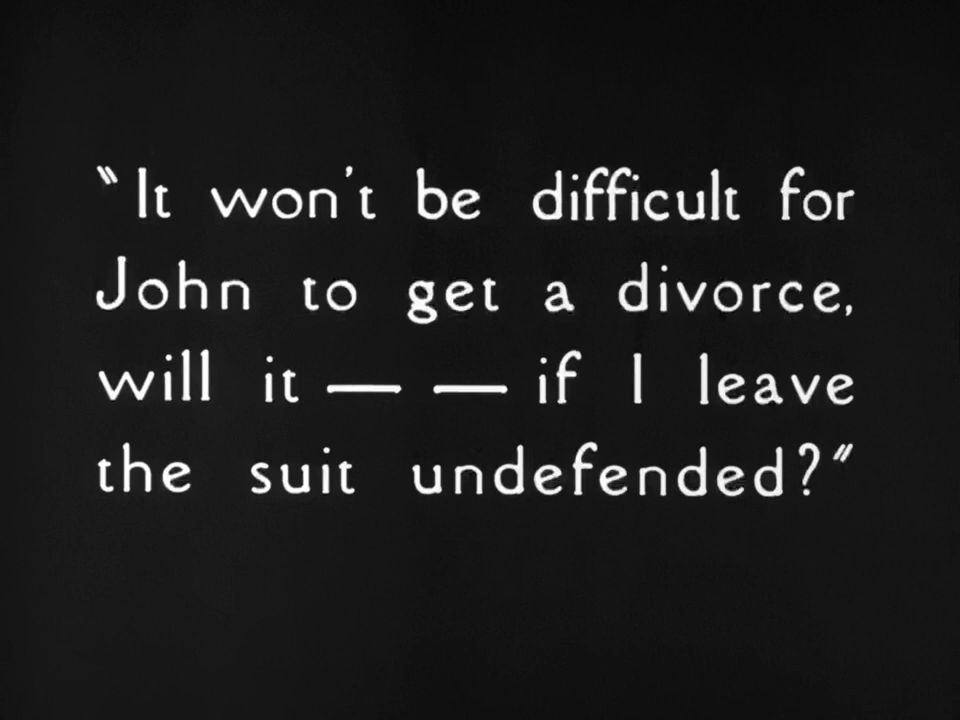 "It won't be difficult for
John to get a divorce,
will it — — if I leave
the suit undefended?"